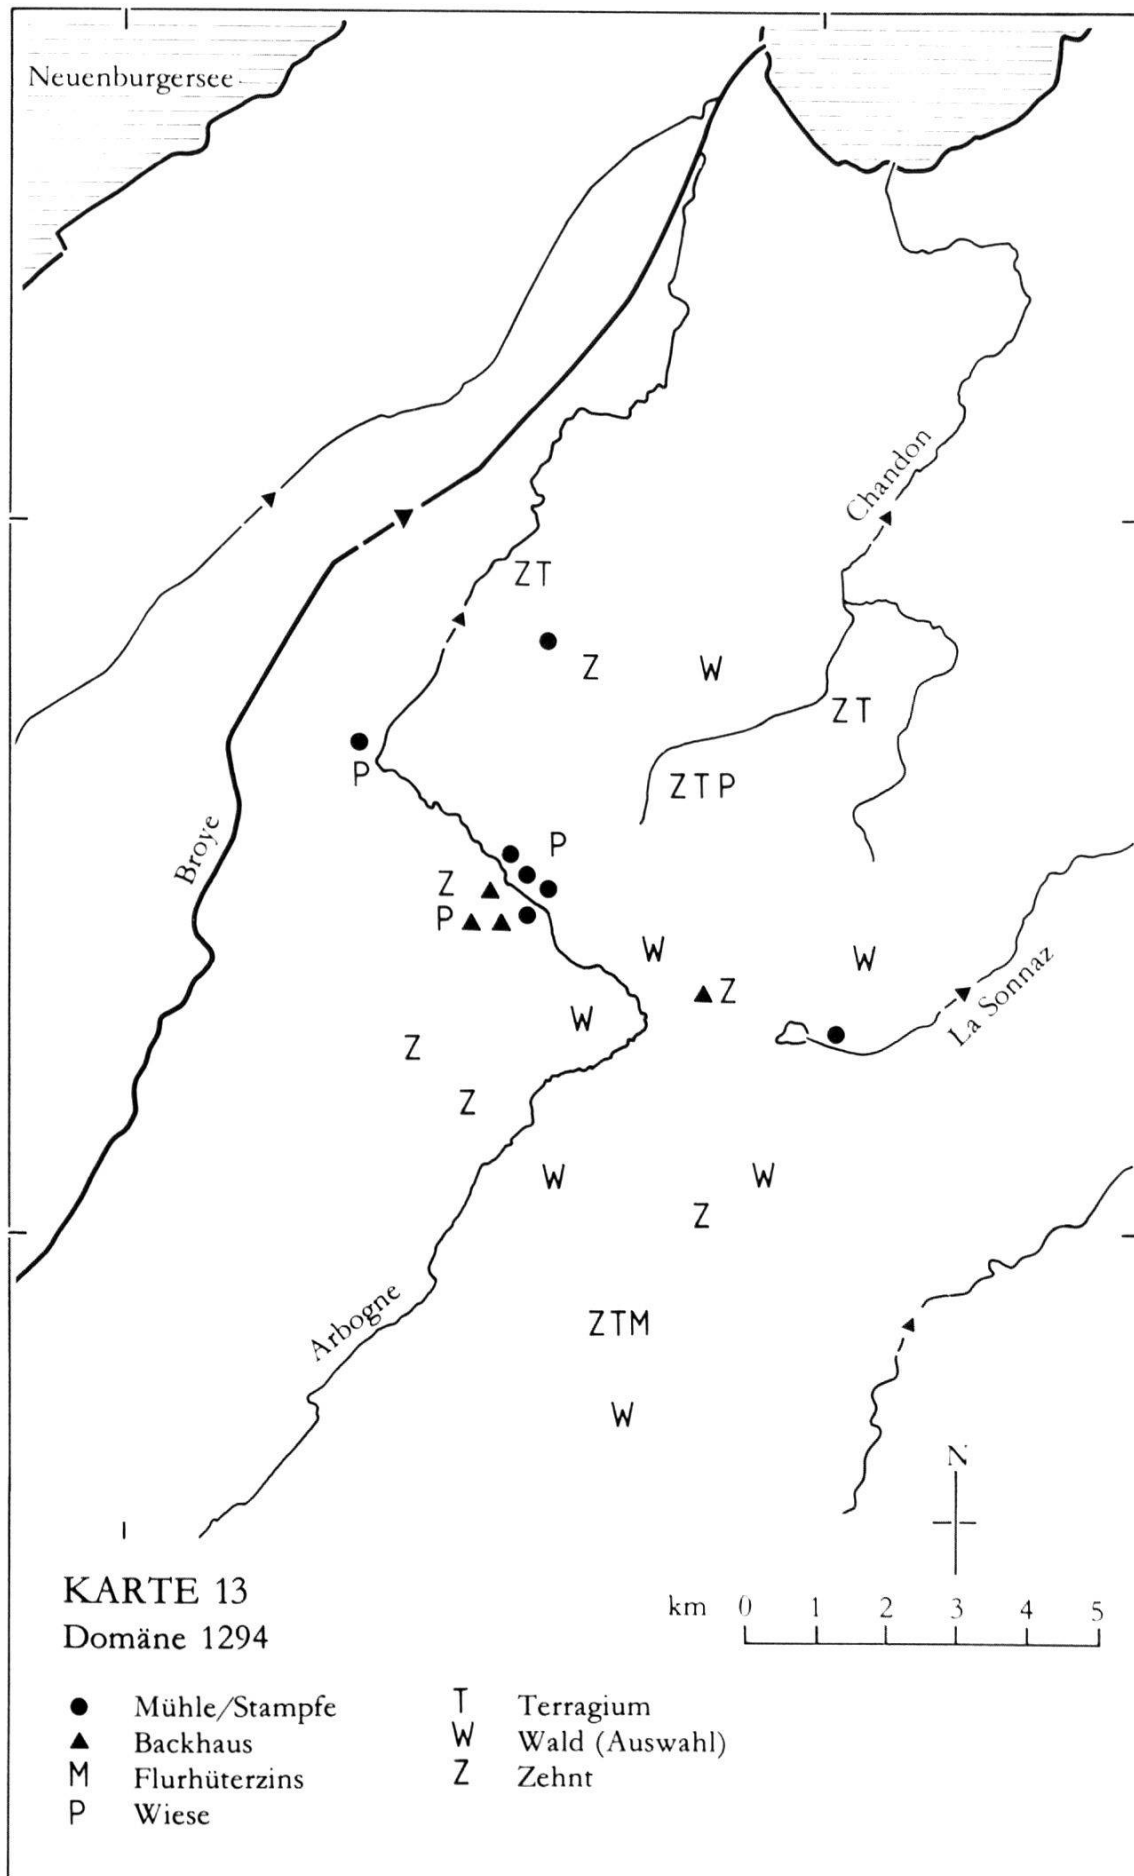 Neuenburgersee
Chandon
ZT
Z
W
ZT
P
ZTP
Broye
P
Z
P
W
W
Z
W
La Sonnaz
Z
Z
W
W
Z
Arbogne
ZTM
W
N
KARTE 13
Domäne 1294
km 0 1 2 3 4 5
Mühle/Stampfe
Backhaus
M Flurhüterzins
P Wiese
T Terragium
W Wald (Auswahl)
Z Zehnt